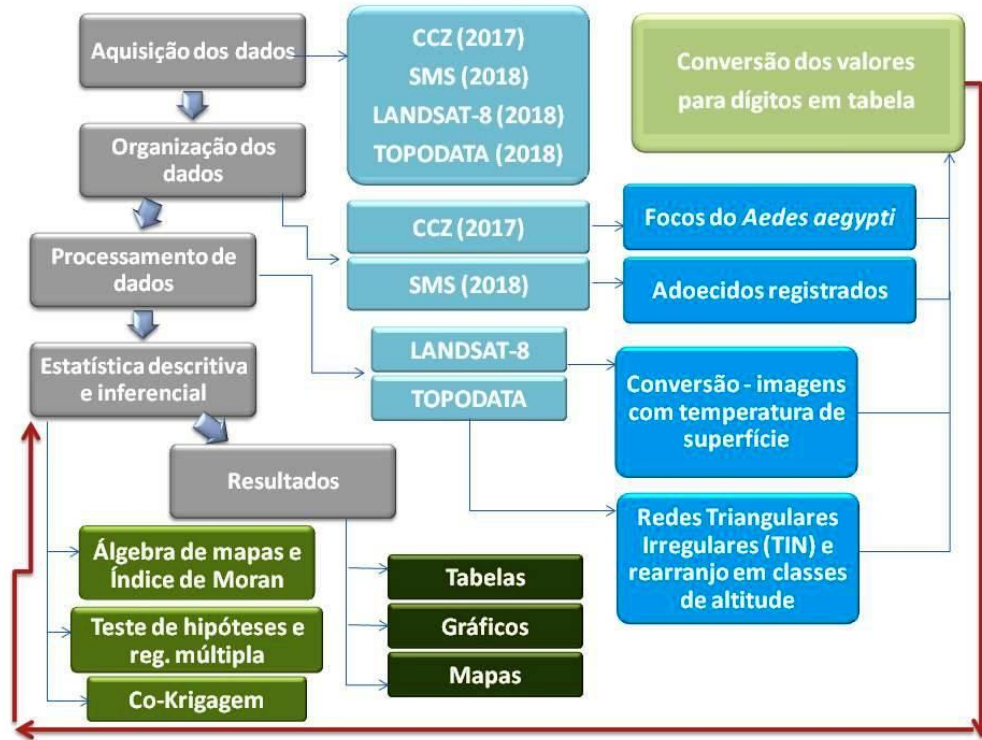 Aquisição dos dados
Organização dos
dados
Processamento de
dados
Estatística descritiva
e inferencial
Resultados
CCZ (2017)
SMS (2018)
LANDSAT-8 (2018)
TOPODATA (2018)
CCZ (2017)
SMS (2018)
LANDSAT-8
TOPODATA
Conversão dos valores
para dígitos em tabela
Focos do Aedes aegypti
Adoecidos registrados
Conversão - imagens
com temperatura de
superfície
Redes Triangulares
Irregulares (TIN) e
rearranjo em classes
de altitude
Álgebra de mapas e
Índice de Moran
Teste de hipóteses e
reg. múltipla
Co-Krigagem
Tabelas
Gráficos
Mapas